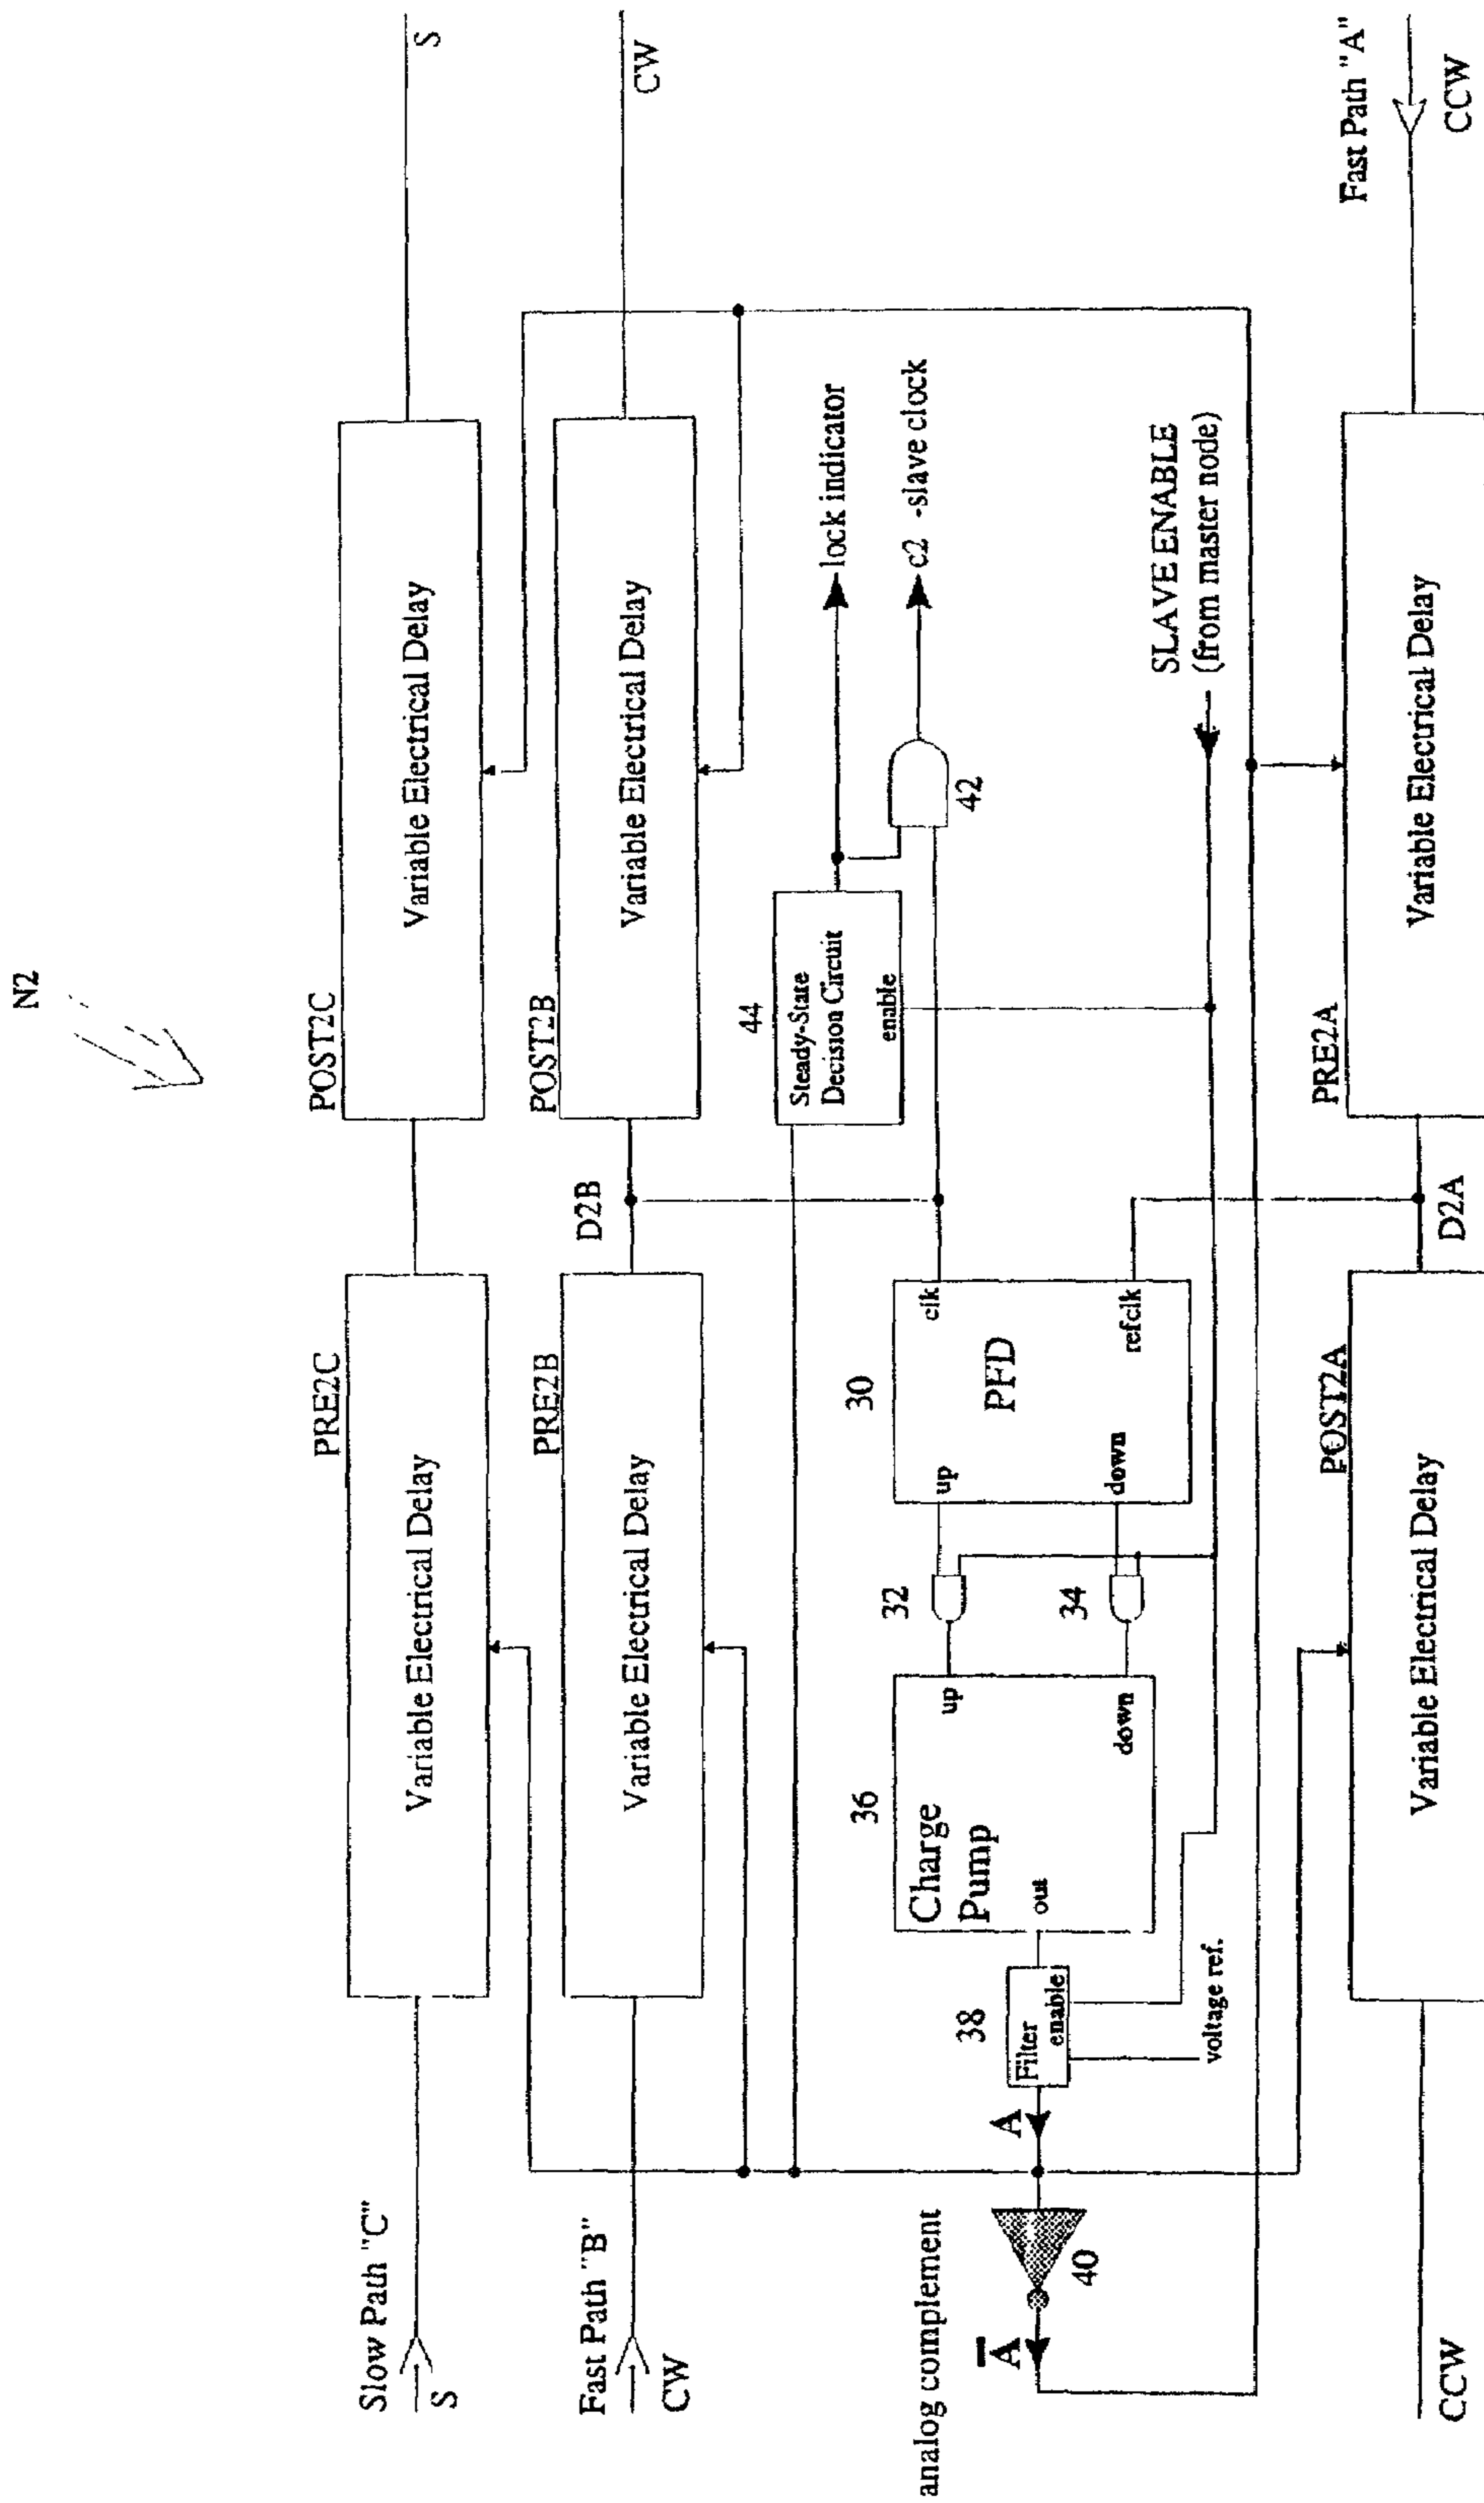 N2
Slow Path "C"
S
PRE2C
Variable Electrical Delay
POST2C
Variable Electrical Delay
S
Fast Path "B"
CW
PRE2B
Variable Electrical Delay
D2B
POST2B
Variable Electrical Delay
CW
44
Steady-State
Decision Circuit
enable
lock indicator
c2 -slave clock
42
analog complement
A
A
40
38
Filter
enable
voltage ref.
36
Charge
Pump
out
up
down
32
34
30
PFD
up
down
clk
refclk
SLAVE ENABLE
(from master node)
CCW
POST2A
Variable Electrical Delay
D2A
PRE2A
Variable Electrical Delay
Fast Path "A"
CCW